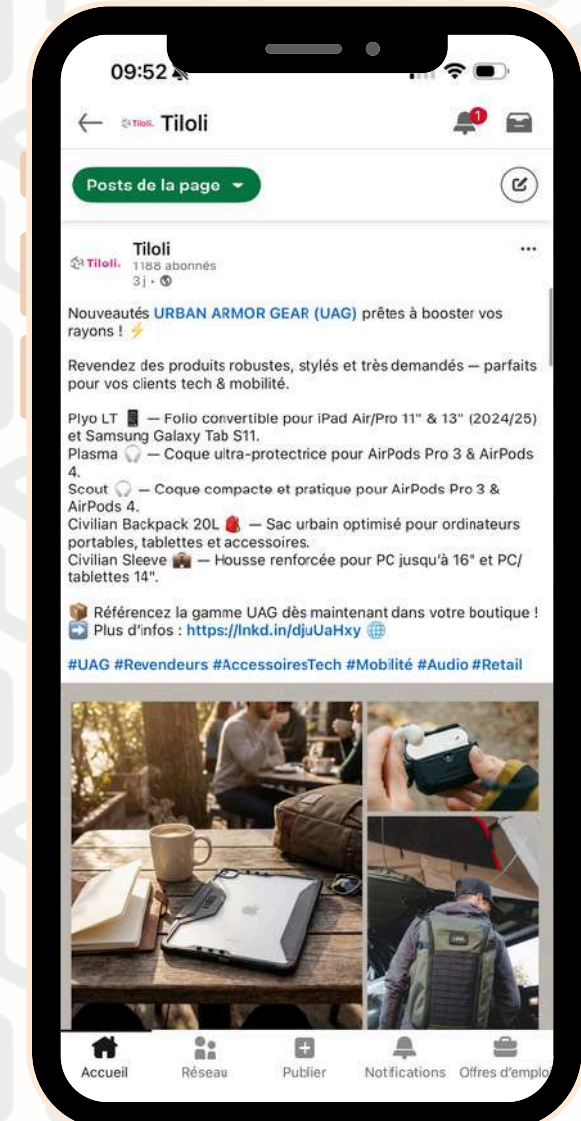 09:52
Tiloli. Tiloli
1
Posts de la page
Tiloli
Tiloli. 1188 abonnés
3 j •
Nouveautés URBAN ARMOR GEAR (UAG) prêtes à booster vos
rayons ! ⚡
Revendez des produits robustes, stylés et très demandés — parfaits
pour vos clients tech & mobilité.
Plyo LT 📱 — Folio convertible pour iPad Air/Pro 11" & 13" (2024/25)
et Samsung Galaxy Tab S11.
Plasma 🎧 — Coque ultra-protectrice pour AirPods Pro 3 & AirPods
4.
Scout 🎧 — Coque compacte et pratique pour AirPods Pro 3 &
AirPods 4.
Civilian Backpack 20L 🎒 — Sac urbain optimisé pour ordinateurs
portables, tablettes et accessoires.
Civilian Sleeve 💼 — Housse renforcée pour PC jusqu'à 16" et PC/
tablettes 14".
📦 Référencez la gamme UAG dès maintenant dans votre boutique !
➡️ Plus d'infos : https://lnkd.in/djuUaHxy 🌐
#UAG #Revendeurs #AccessoiresTech #Mobilité #Audio #Retail
Accueil Réseau Publier Notifications Offres d'emploi